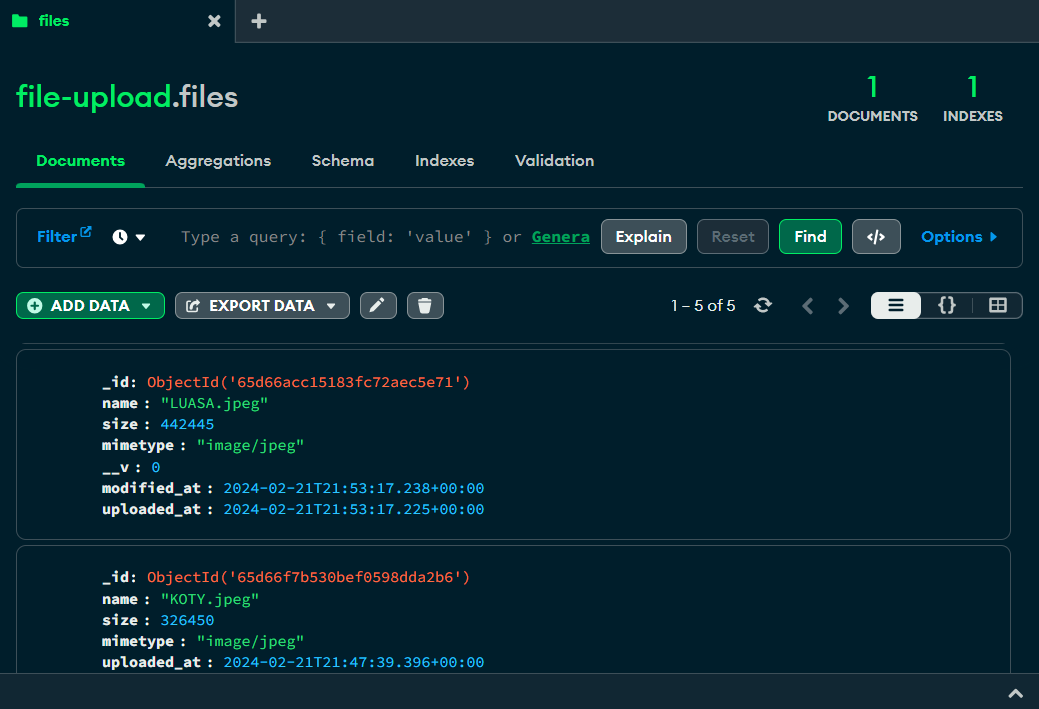 files
file-upload.files
1
DOCUMENTS
1
INDEXES
Documents Aggregations Schema Indexes Validation
Filter Type a query: { field: 'value' } or Genera Explain Reset Find </> Options
ADD DATA EXPORT DATA 1 – 5 of 5 {}
_id: ObjectId('65d66acc15183fc72aec5e71')
name : "LUASA.jpeg"
size : 442445
mimetype : "image/jpeg"
__v : 0
modified_at : 2024-02-21T21:53:17.238+00:00
uploaded_at : 2024-02-21T21:53:17.225+00:00
_id: ObjectId('65d66f7b530bef0598dda2b6')
name : "KOTY.jpeg"
size : 326450
mimetype : "image/jpeg"
uploaded_at : 2024-02-21T21:47:39.396+00:00